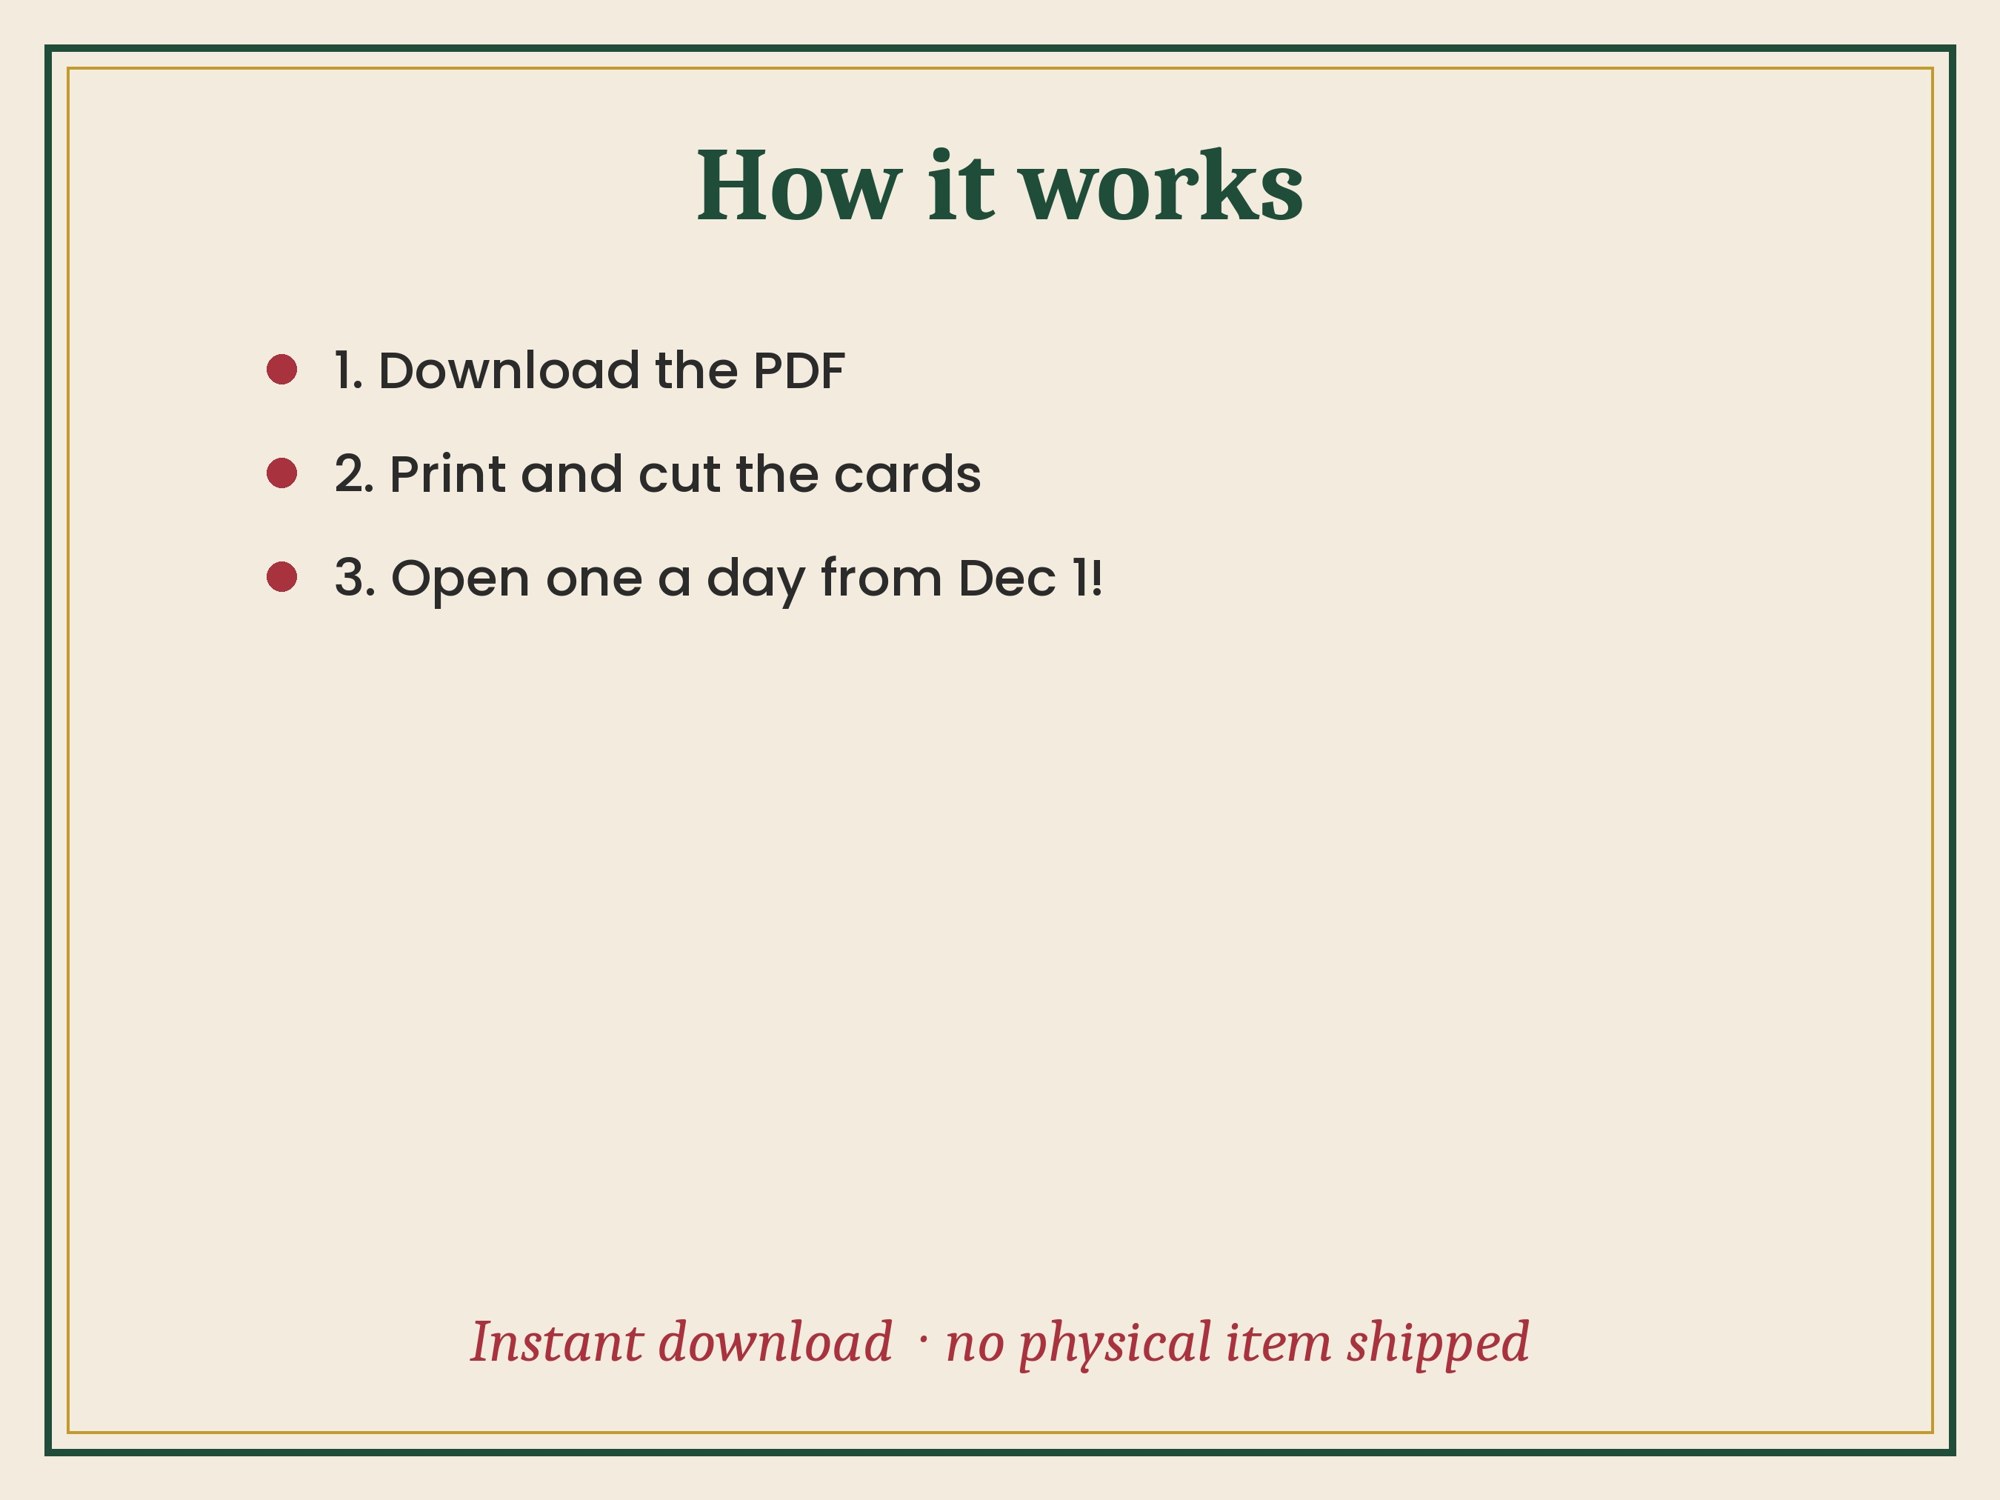 How it works
1. Download the PDF
2. Print and cut the cards
3. Open one a day from Dec 1!
Instant download · no physical item shipped